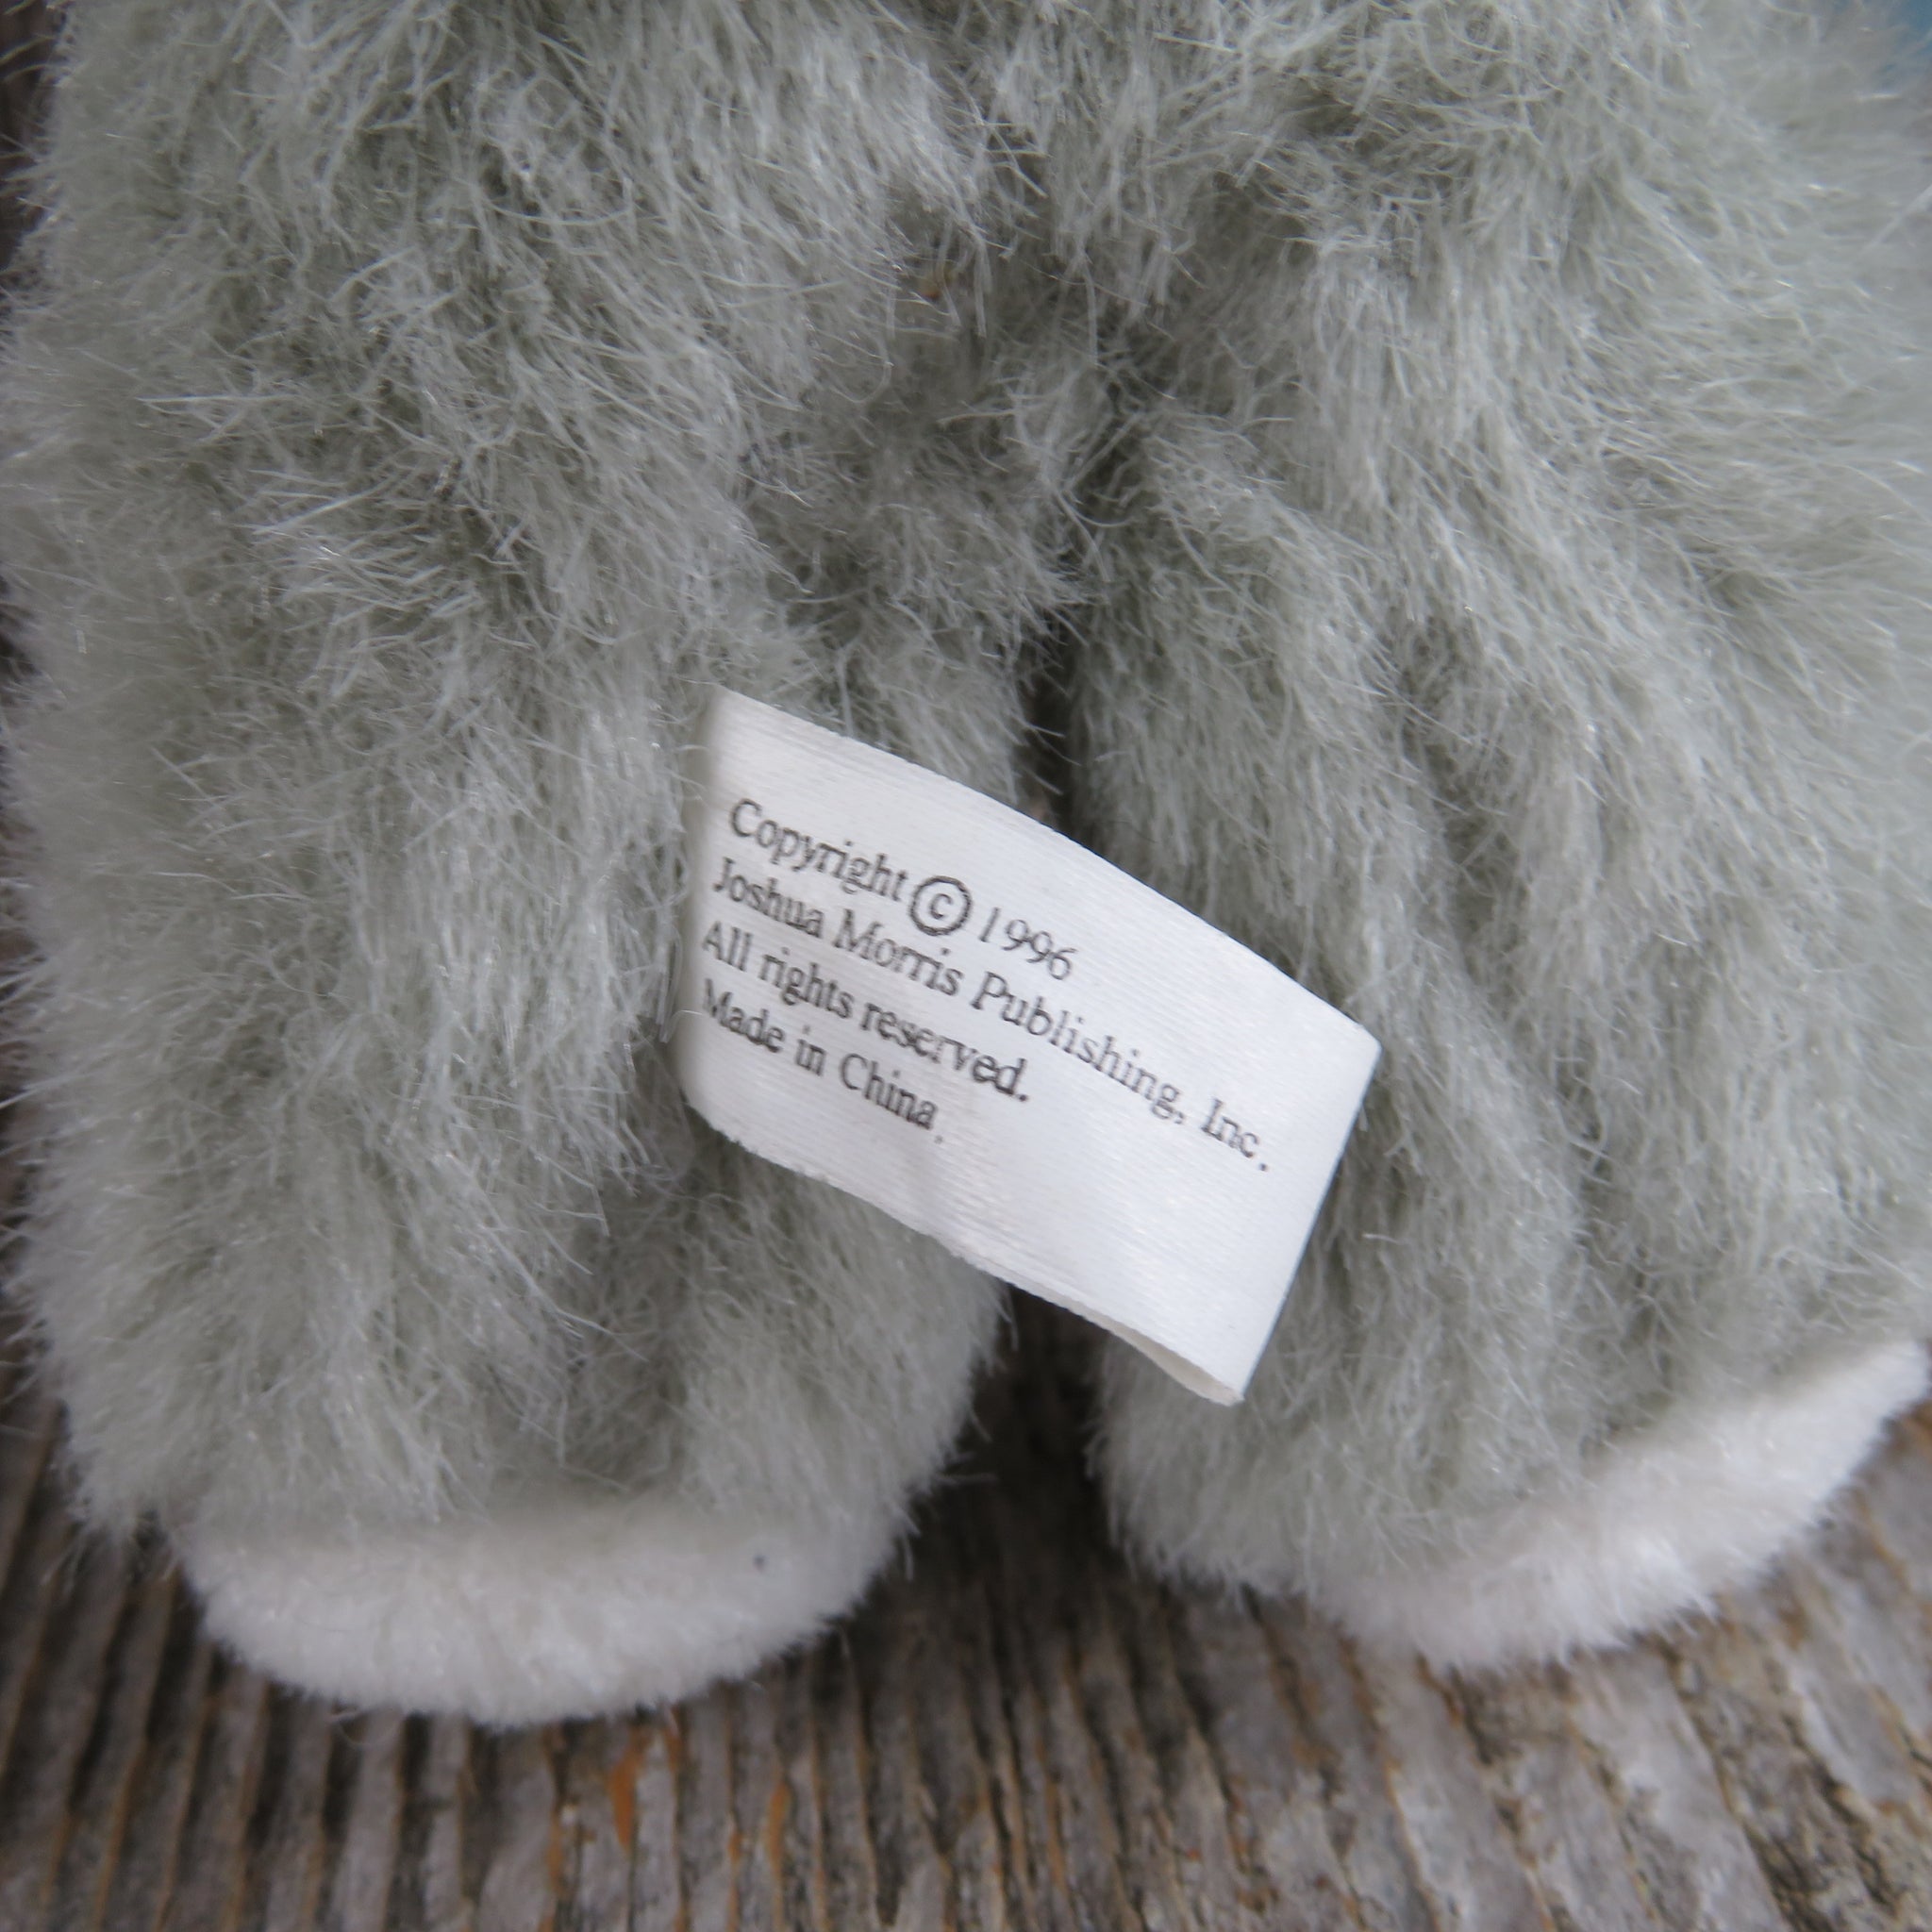 Copyright © 1996
Joshua Morris Publishing, Inc.
All rights reserved.
Made in China.